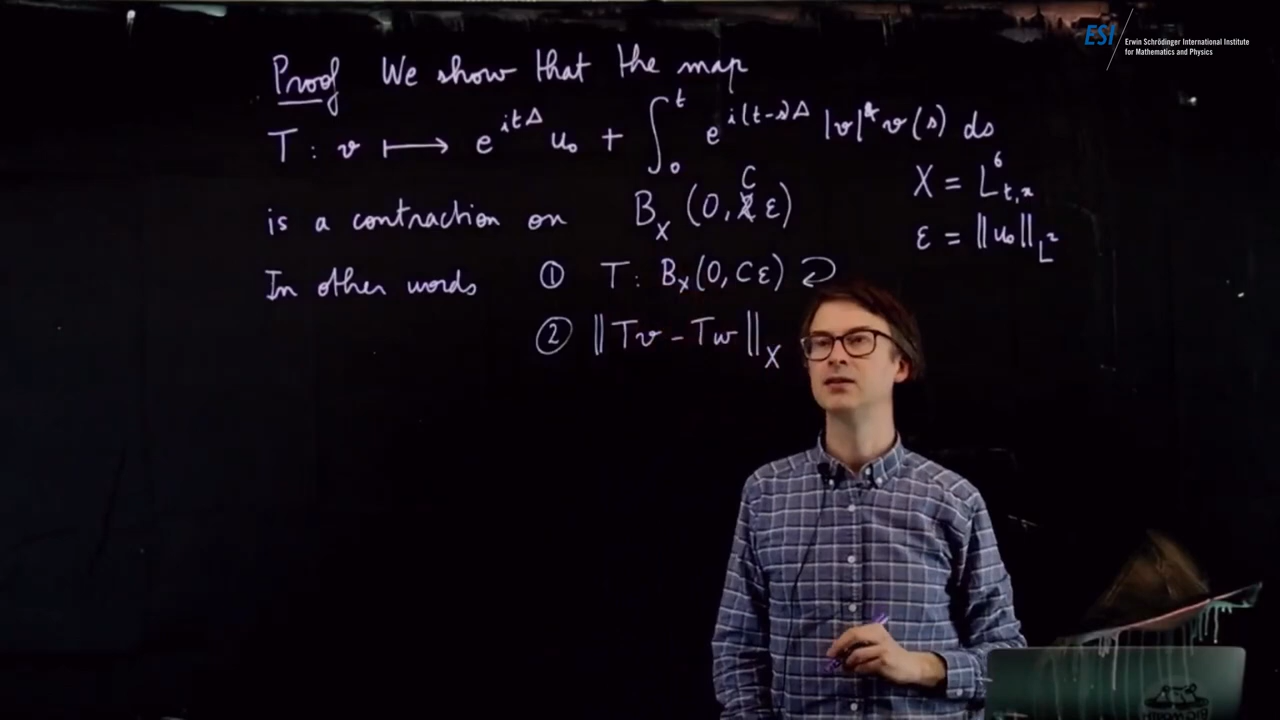 ESI Erwin Schrödinger International Institute
for Mathematics and Physics
Proof We show that the map
T : v ⟼ e^{itΔ} u₀ + ∫₀^t e^{i(t-s)Δ} |v|⁴ v(s) ds
X = L⁶_{t,x}
is a contraction on B_X (0, C ε)
ε = ||u₀||_{L²}
In other words ① T : B_X (0, Cε) ⊋
② || Tv - Tw ||_X